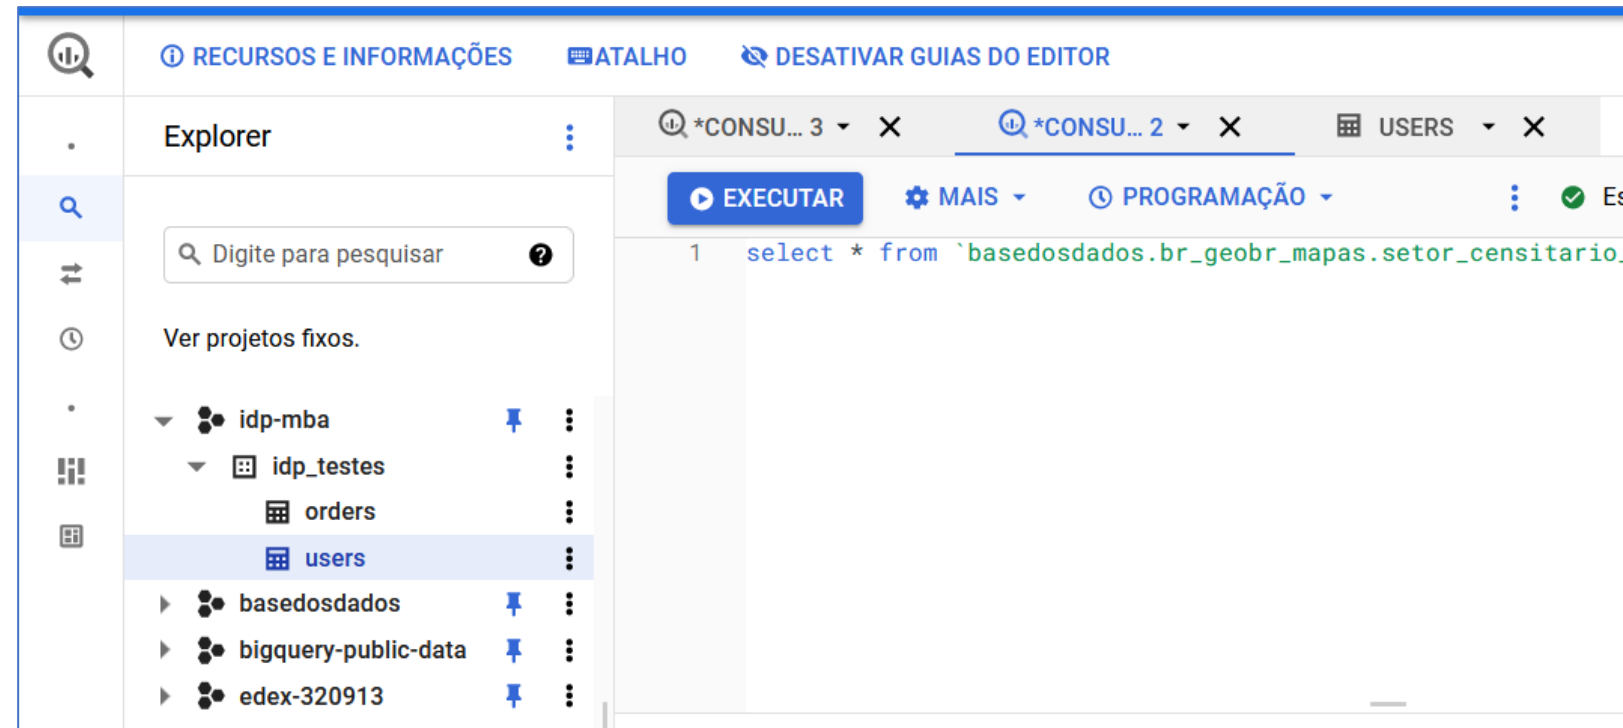 RECURSOS E INFORMAÇÕES ATALHO DESATIVAR GUIAS DO EDITOR
Explorer
*CONSU... 3 *CONSU... 2 USERS
EXECUTAR MAIS PROGRAMAÇÃO
Digite para pesquisar
1 select * from `basedosdados.br_geobr_mapas.setor_censitario_
Ver projetos fixos.
idp-mba
idp_testes
orders
users
basedosdados
bigquery-public-data
edex-320913